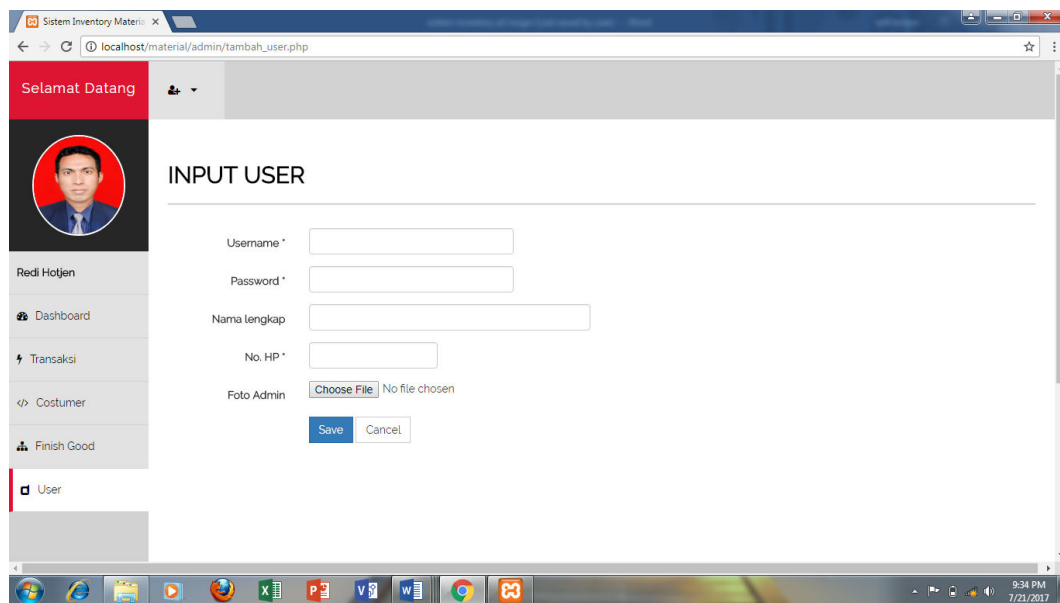 Sistem Inventory Materia
localhost/material/admin/tambah_user.php
Selamat Datang
INPUT USER
Username *
Password *
Redi Hotjen
Nama lengkap
Dashboard
No. HP *
Transaksi
Foto Admin Choose File No file chosen
Costumer
Save Cancel
Finish Good
User
9:34 PM
7/21/2017